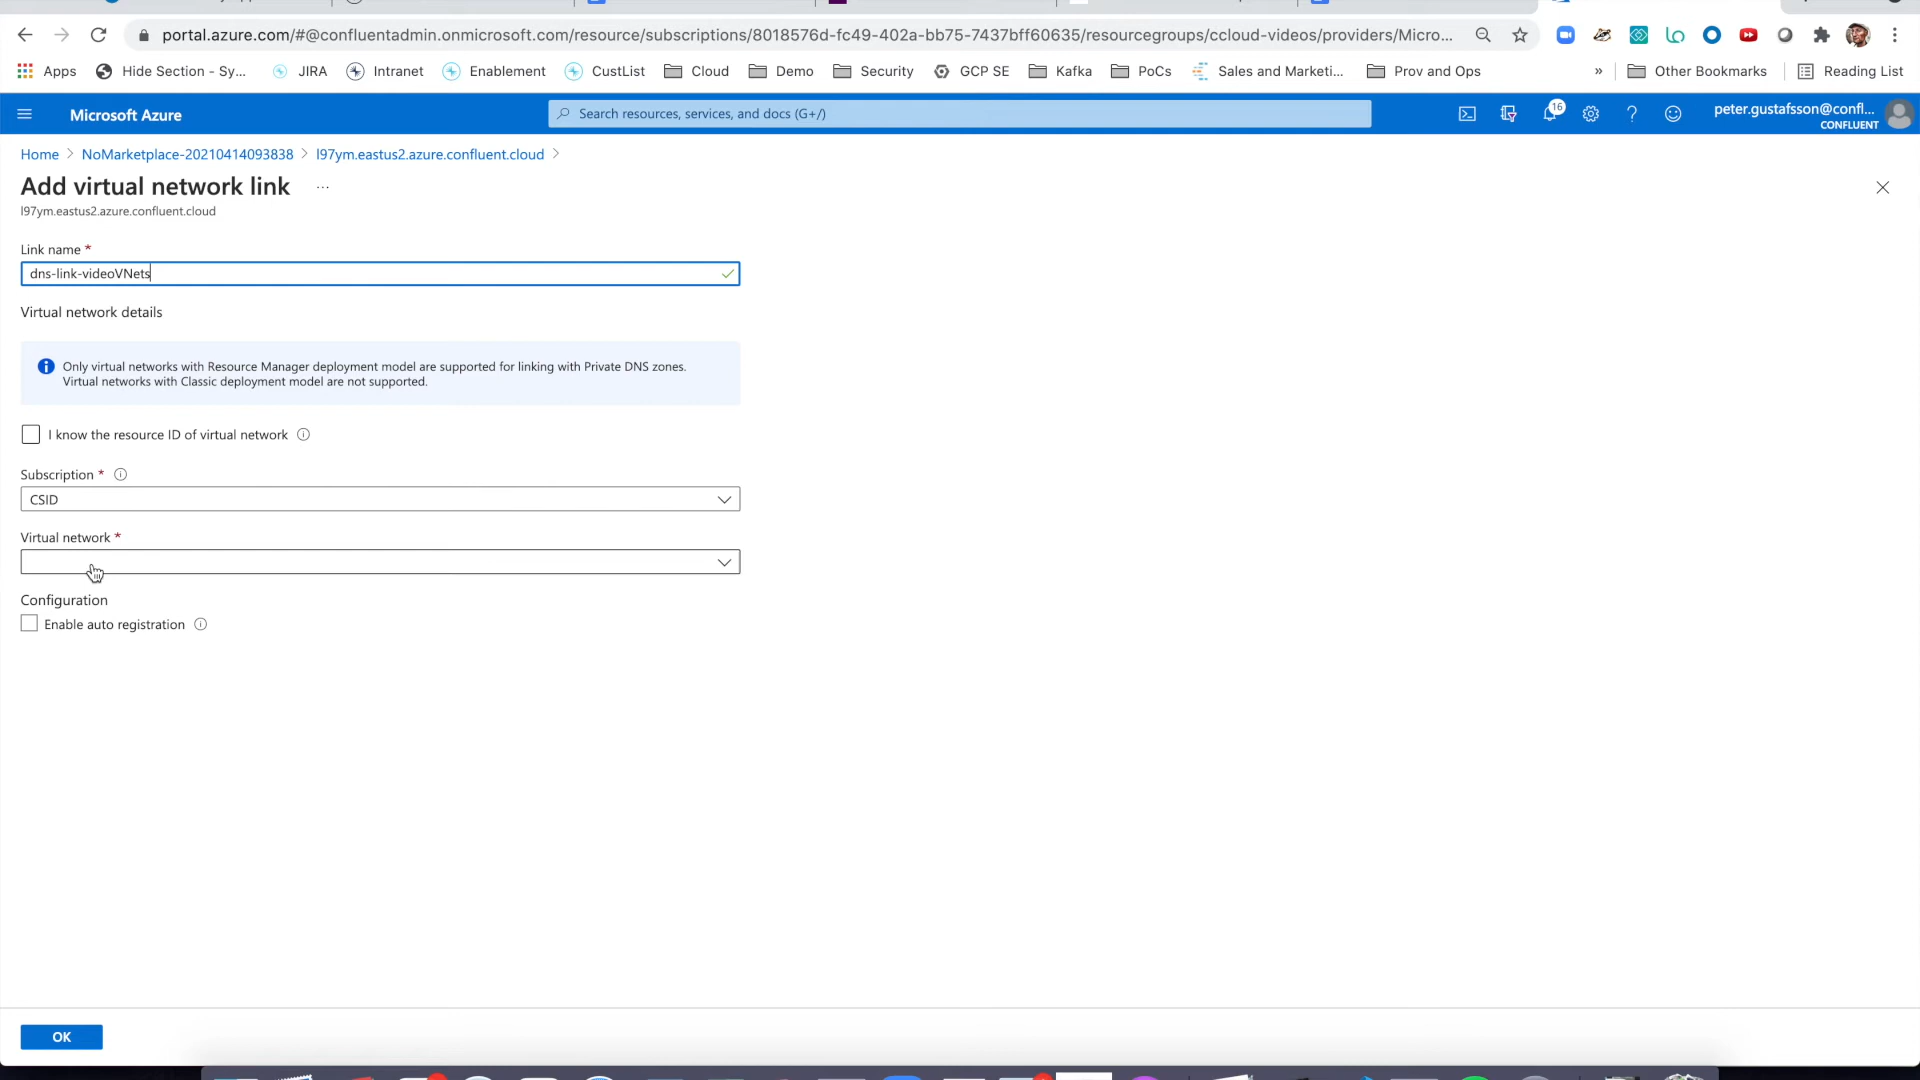 portal.azure.com/#@confluentadmin.onmicrosoft.com/resource/subscriptions/8018576d-fc49-402a-bb75-7437bff60635/resourcegroups/ccloud-videos/providers/Micro...
Apps Hide Section - Sy... JIRA Intranet Enablement CustList Cloud Demo Security GCP SE Kafka PoCs Sales and Marketi... Prov and Ops » Other Bookmarks Reading List
Microsoft Azure Search resources, services, and docs (G+/) 16 peter.gustafsson@confl...
CONFLUENT
Home > NoMarketplace-20210414093838 > l97ym.eastus2.azure.confluent.cloud >
Add virtual network link ...
l97ym.eastus2.azure.confluent.cloud
Link name *
dns-link-videoVNets
Virtual network details
Only virtual networks with Resource Manager deployment model are supported for linking with Private DNS zones.
Virtual networks with Classic deployment model are not supported.
I know the resource ID of virtual network
Subscription *
CSID
Virtual network *
Configuration
Enable auto registration
OK